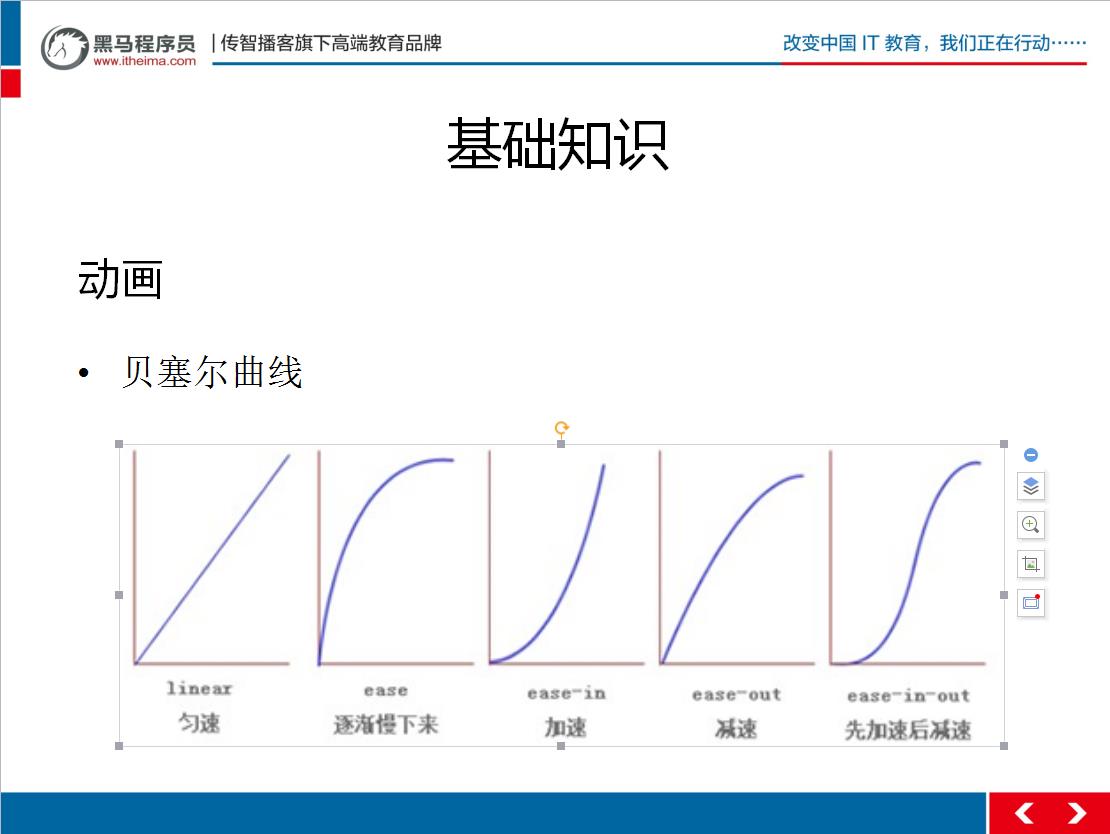 黑马程序员 | 传智播客旗下高端教育品牌
www.itheima.com
改变中国 IT 教育，我们正在行动……
基础知识
动画
• 贝塞尔曲线
linear ease ease-in ease-out ease-in-out
匀速 逐渐慢下来 加速 减速 先加速后减速